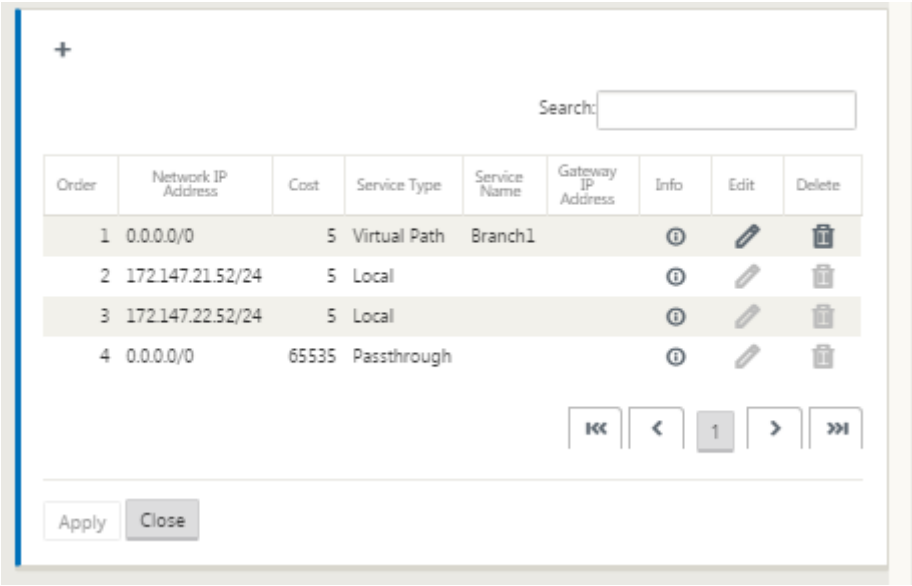 +
Search:
Order Network IP Address Cost Service Type Service Name Gateway IP Address Info Edit Delete
1 0.0.0.0/0 5 Virtual Path Branch1
2 172.147.21.52/24 5 Local
3 172.147.22.52/24 5 Local
4 0.0.0.0/0 65535 Passthrough
1
Apply Close